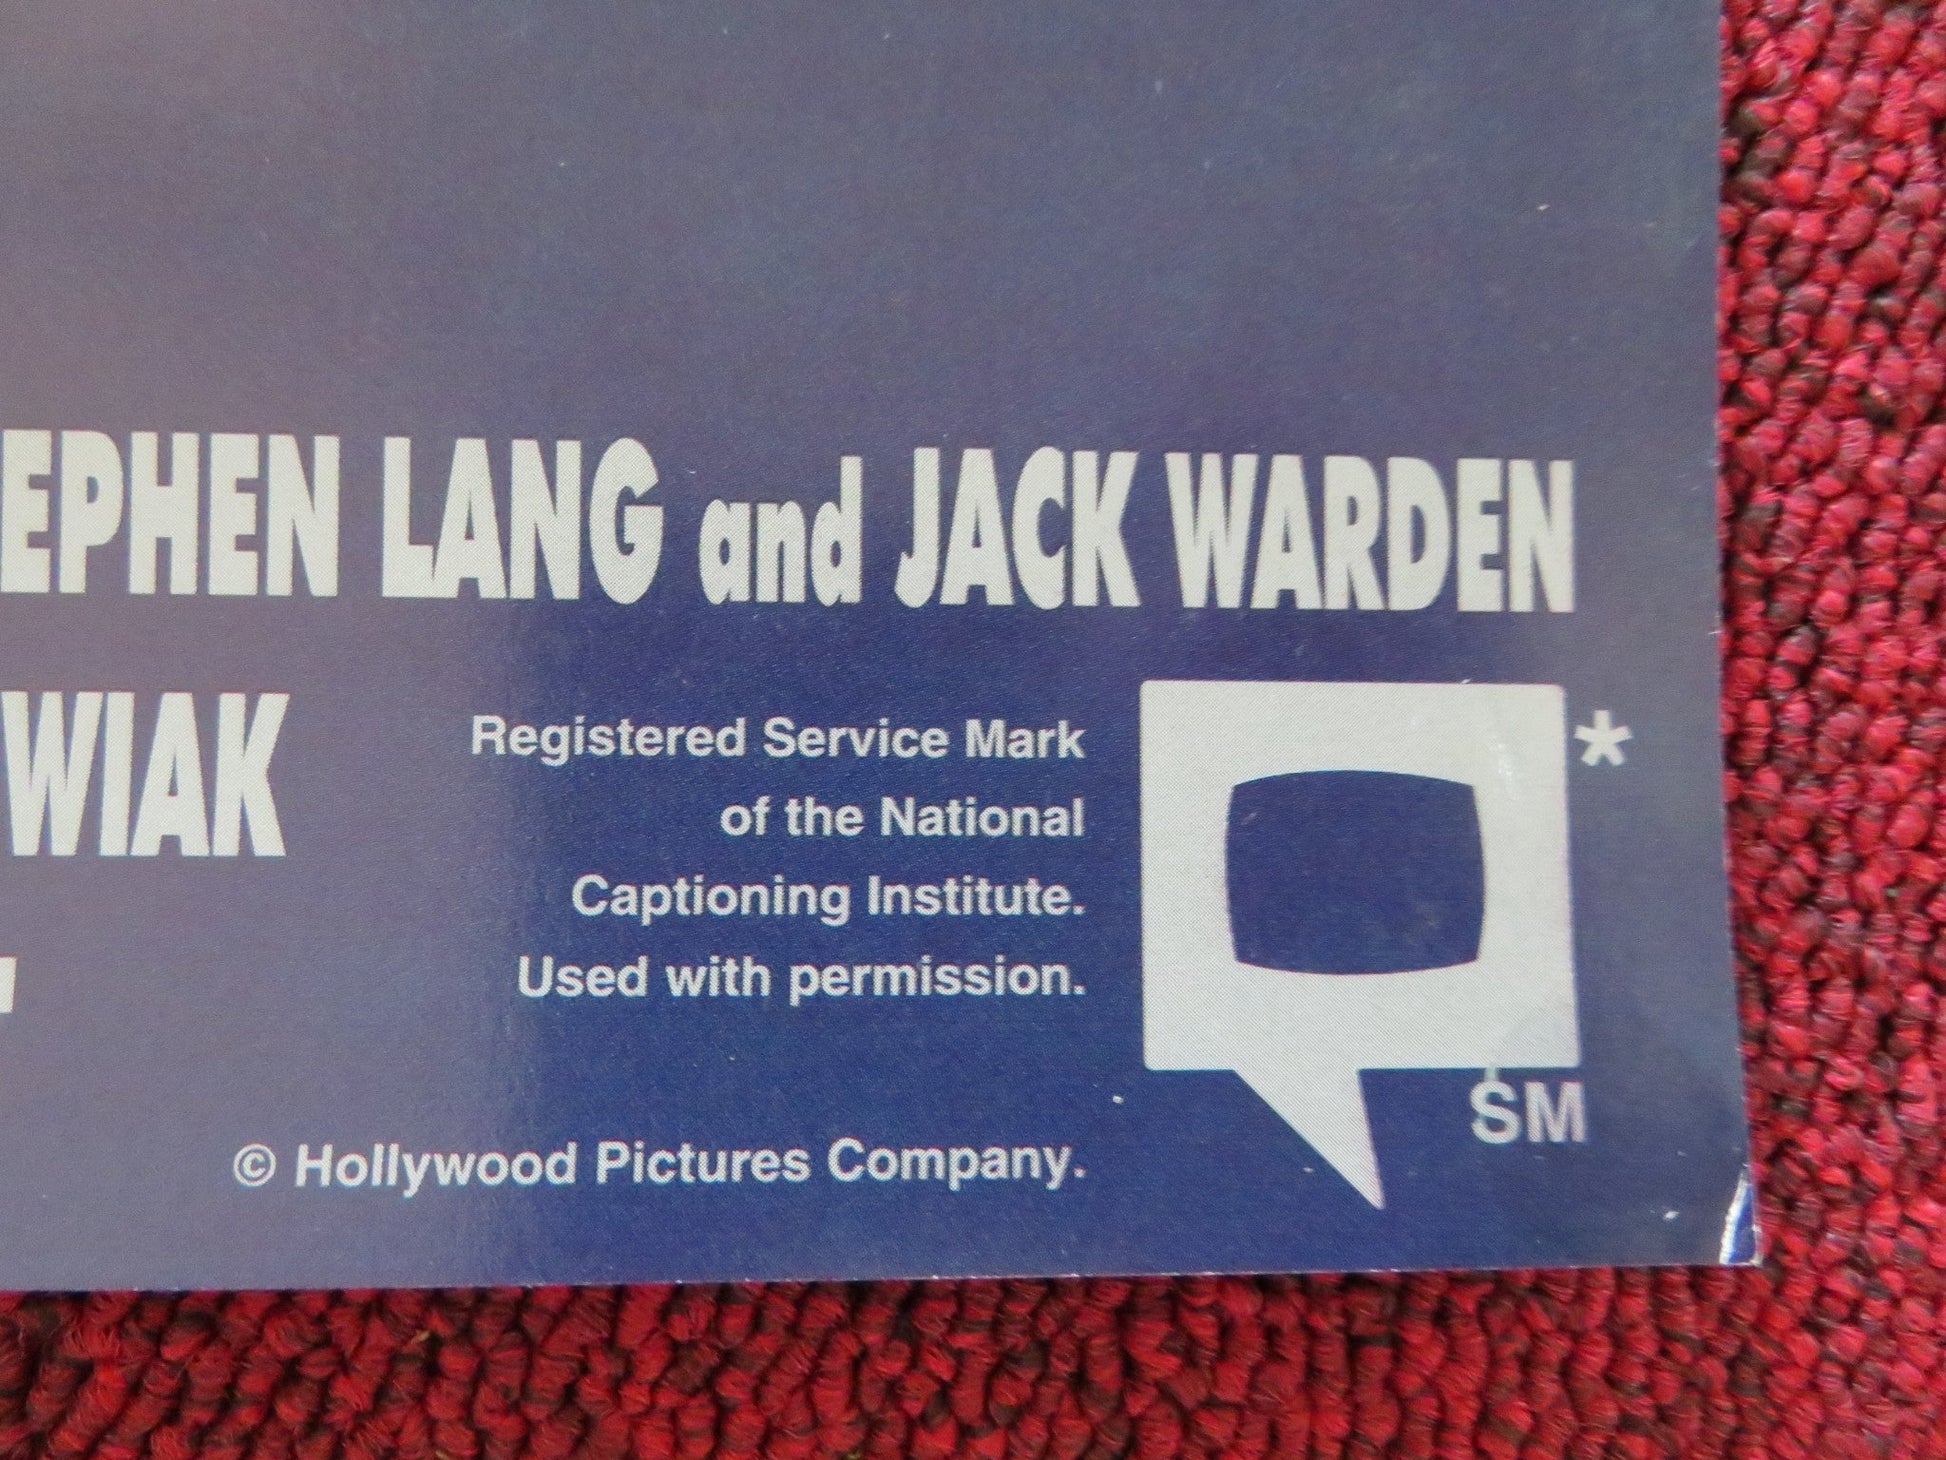 EPHEN LANG and JACK WARDEN
WIAK
Registered Service Mark
of the National
Captioning Institute.
Used with permission.
*
SM
© Hollywood Pictures Company.